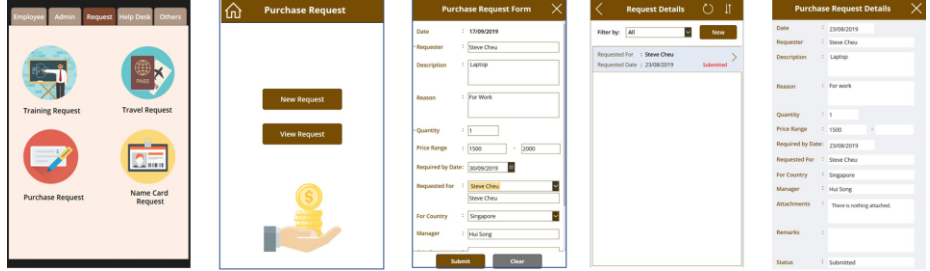 Employee Admin Request Help Desk Others
PASS
Training Request Travel Request
Purchase Request Name Card
Request
Purchase Request
New Request
View Request
$
Purchase Request Form
Date : 17/09/2019
*Requester : Steve Cheu
Description : Laptop
Reason : For Work
*Quantity : 1
Price Range : 1500 - 2000
Required by Date: 30/09/2019
Requested For : Steve Cheu
Steve Cheu
For Country : Singapore
Manager : Hui Song
Submit Clear
Request Details
Filter by: All New
Requested For : Steve Cheu
Requested Date : 23/08/2019 Submitted
Purchase Request Details
Date : 23/08/2019
Requester : Steve Cheu
Description : Laptop
Reason : For work
Quantity : 1
Price Range : 1500 -
Required by Date: 23/08/2019
Requested For : Steve Cheu
For Country : Singapore
Manager : Hui Song
Attachments : There is nothing attached.
Remarks :
Status : Submitted